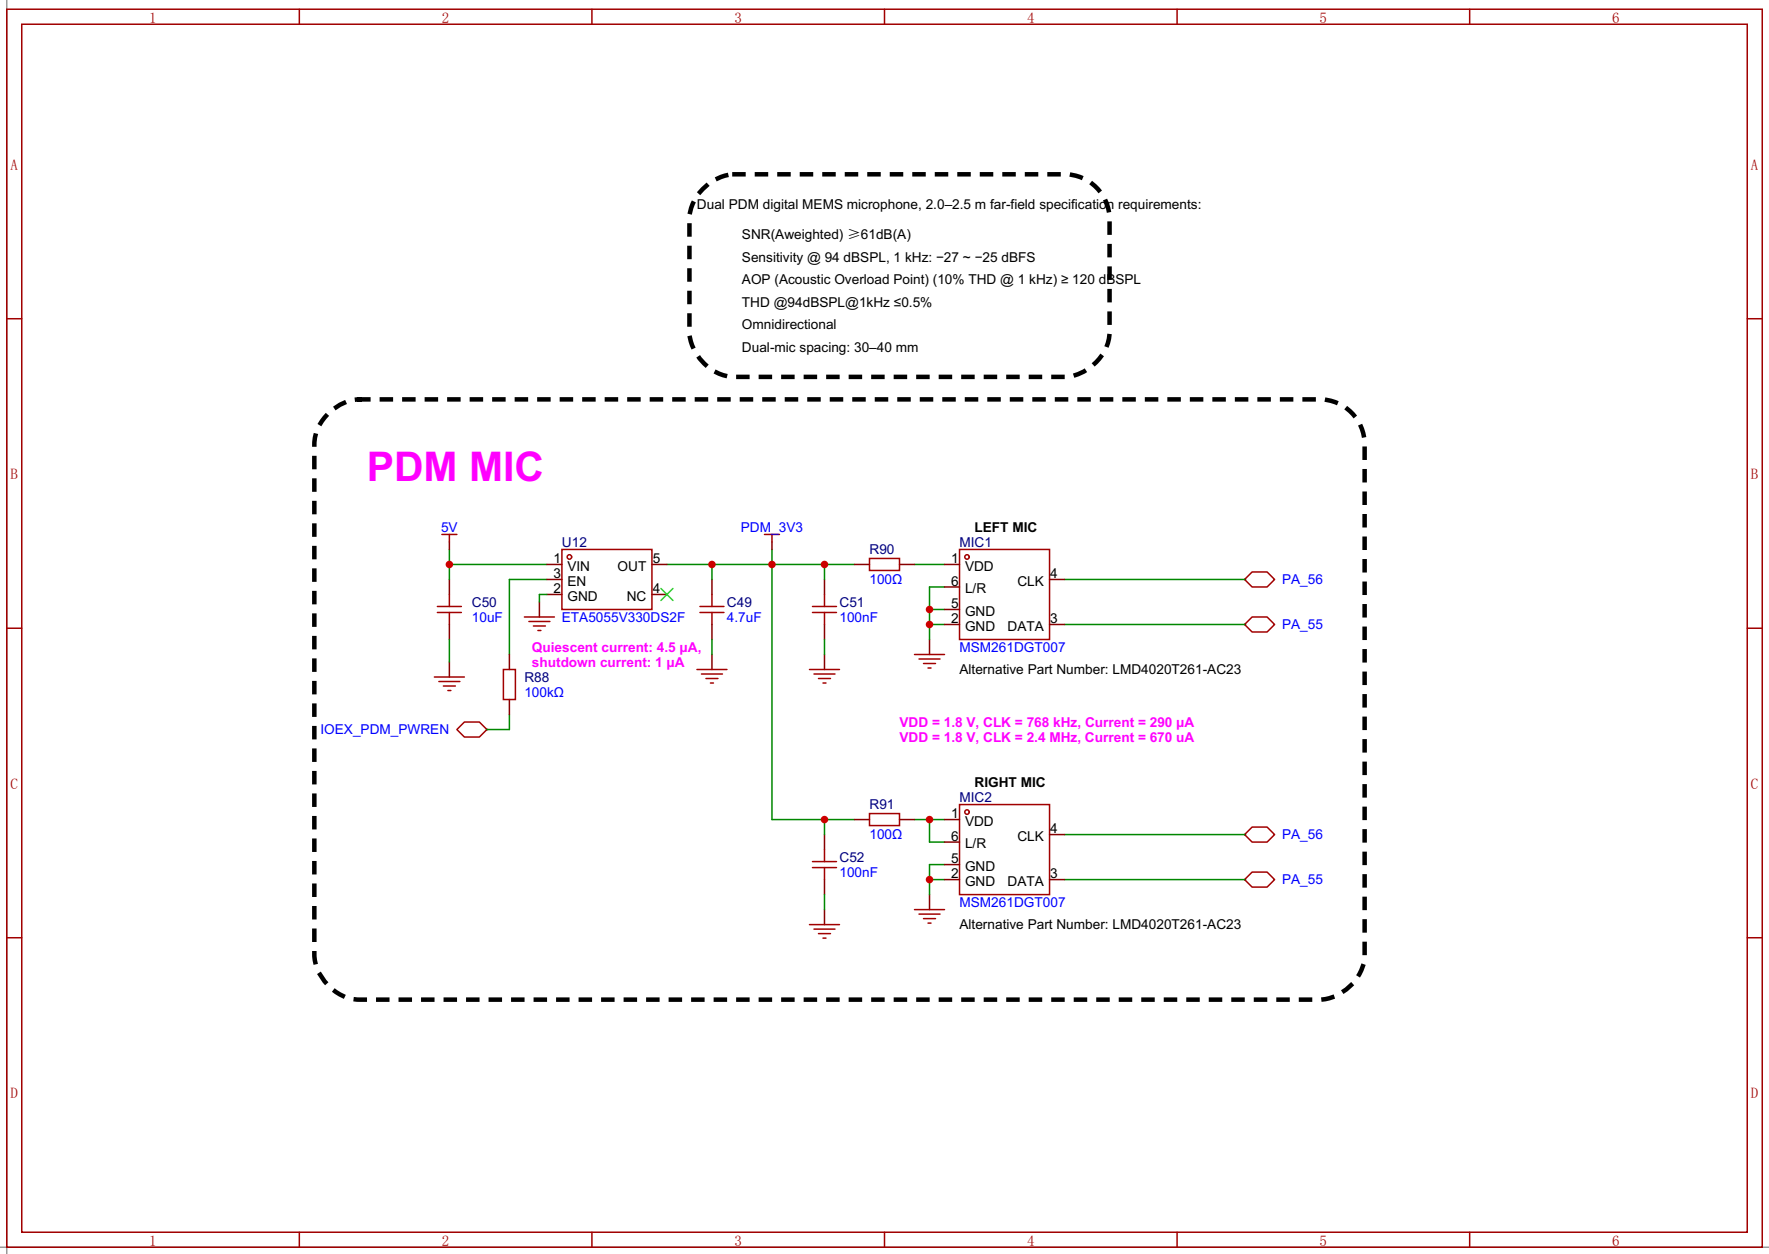 1 2 3 4 5 6
A A
Dual PDM digital MEMS microphone, 2.0–2.5 m far-field specification requirements:
SNR(Aweighted) ≥61dB(A)
Sensitivity @ 94 dBSPL, 1 kHz: −27 ~ −25 dBFS
AOP (Acoustic Overload Point) (10% THD @ 1 kHz) ≥ 120 dBSPL
THD @94dBSPL@1kHz ≤0.5%
Omnidirectional
Dual-mic spacing: 30–40 mm
B B
PDM MIC
5V
U12
1 VIN
3 EN
2 GND
OUT 5
NC 4
ETA5055V330DS2F
C50
10uF
Quiescent current: 4.5 μA,
shutdown current: 1 μA
R88
100kΩ
IOEX_PDM_PWREN
PDM_3V3
C49
4.7uF
C51
100nF
R90
100Ω
LEFT MIC
MIC1
1 VDD
6 L/R
5 GND
2 GND
CLK 4
DATA 3
MSM261DGT007
PA_56
PA_55
Alternative Part Number: LMD4020T261-AC23
VDD = 1.8 V, CLK = 768 kHz, Current = 290 μA
VDD = 1.8 V, CLK = 2.4 MHz, Current = 670 uA
C C
RIGHT MIC
MIC2
R91
100Ω
C52
100nF
1 VDD
6 L/R
5 GND
2 GND
CLK 4
DATA 3
MSM261DGT007
PA_56
PA_55
Alternative Part Number: LMD4020T261-AC23
D D
1 2 3 4 5 6